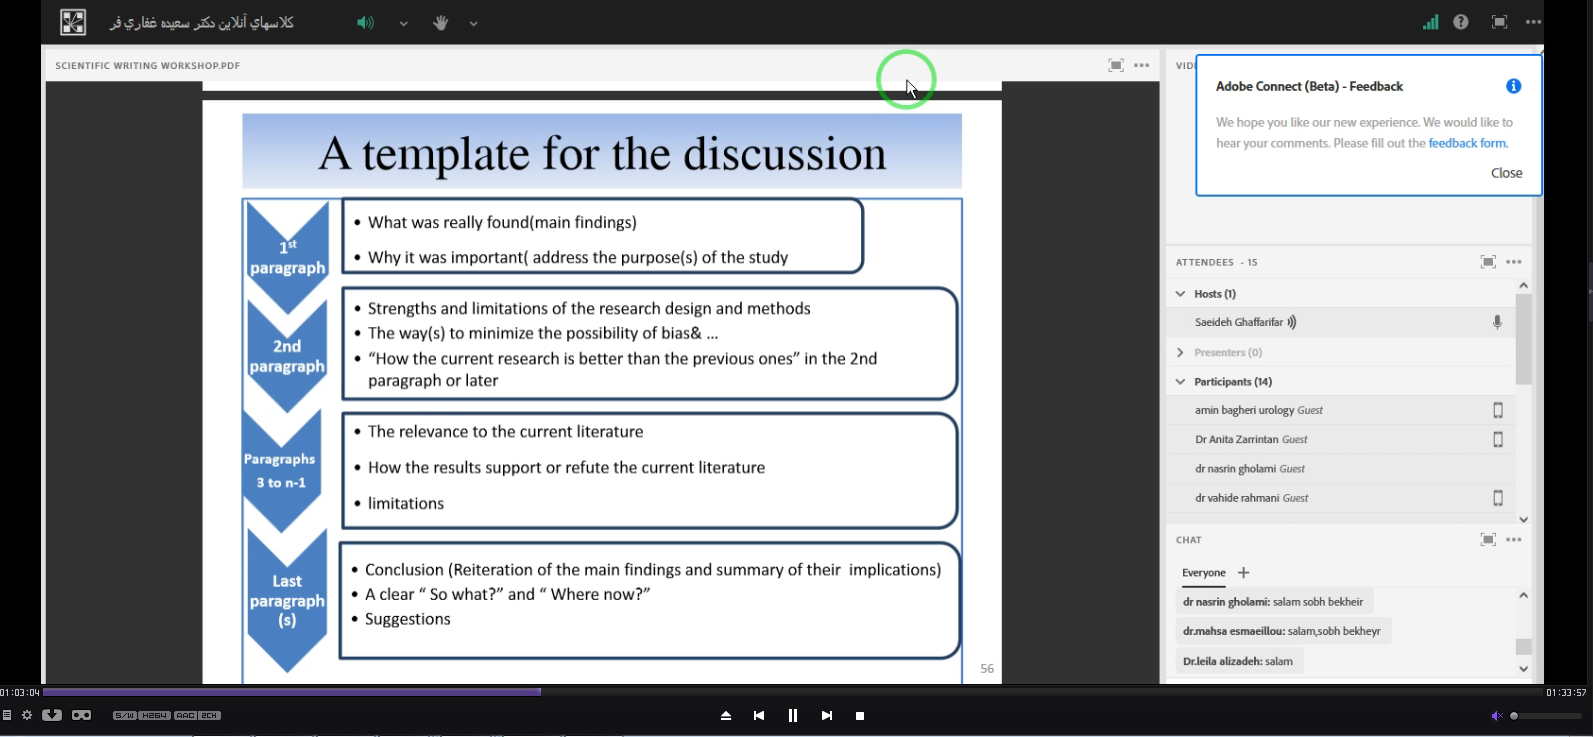 كلاسهاي آنلاين دكتر سعيده غفاري فر
SCIENTIFIC WRITING WORKSHOP.PDF
A template for the discussion
1st
paragraph
• What was really found(main findings)
• Why it was important( address the purpose(s) of the study
2nd
paragraph
• Strengths and limitations of the research design and methods
• The way(s) to minimize the possibility of bias& ...
• “How the current research is better than the previous ones” in the 2nd
paragraph or later
Paragraphs
3 to n-1
• The relevance to the current literature
• How the results support or refute the current literature
• limitations
Last
paragraph
(s)
• Conclusion (Reiteration of the main findings and summary of their implications)
• A clear “ So what?” and “ Where now?”
• Suggestions
56
VID
Adobe Connect (Beta) - Feedback
We hope you like our new experience. We would like to
hear your comments. Please fill out the feedback form.
Close
ATTENDEES - 15
Hosts (1)
Saeideh Ghaffarifar
Presenters (0)
Participants (14)
amin bagheri urology Guest
Dr Anita Zarrintan Guest
dr nasrin gholami Guest
dr vahide rahmani Guest
CHAT
Everyone +
dr nasrin gholami: salam sobh bekheir
dr.mahsa esmaeillou: salam,sobh bekheyr
Dr.leila alizadeh: salam
01:03:04
01:33:57
S/W H264 AAC 2CH